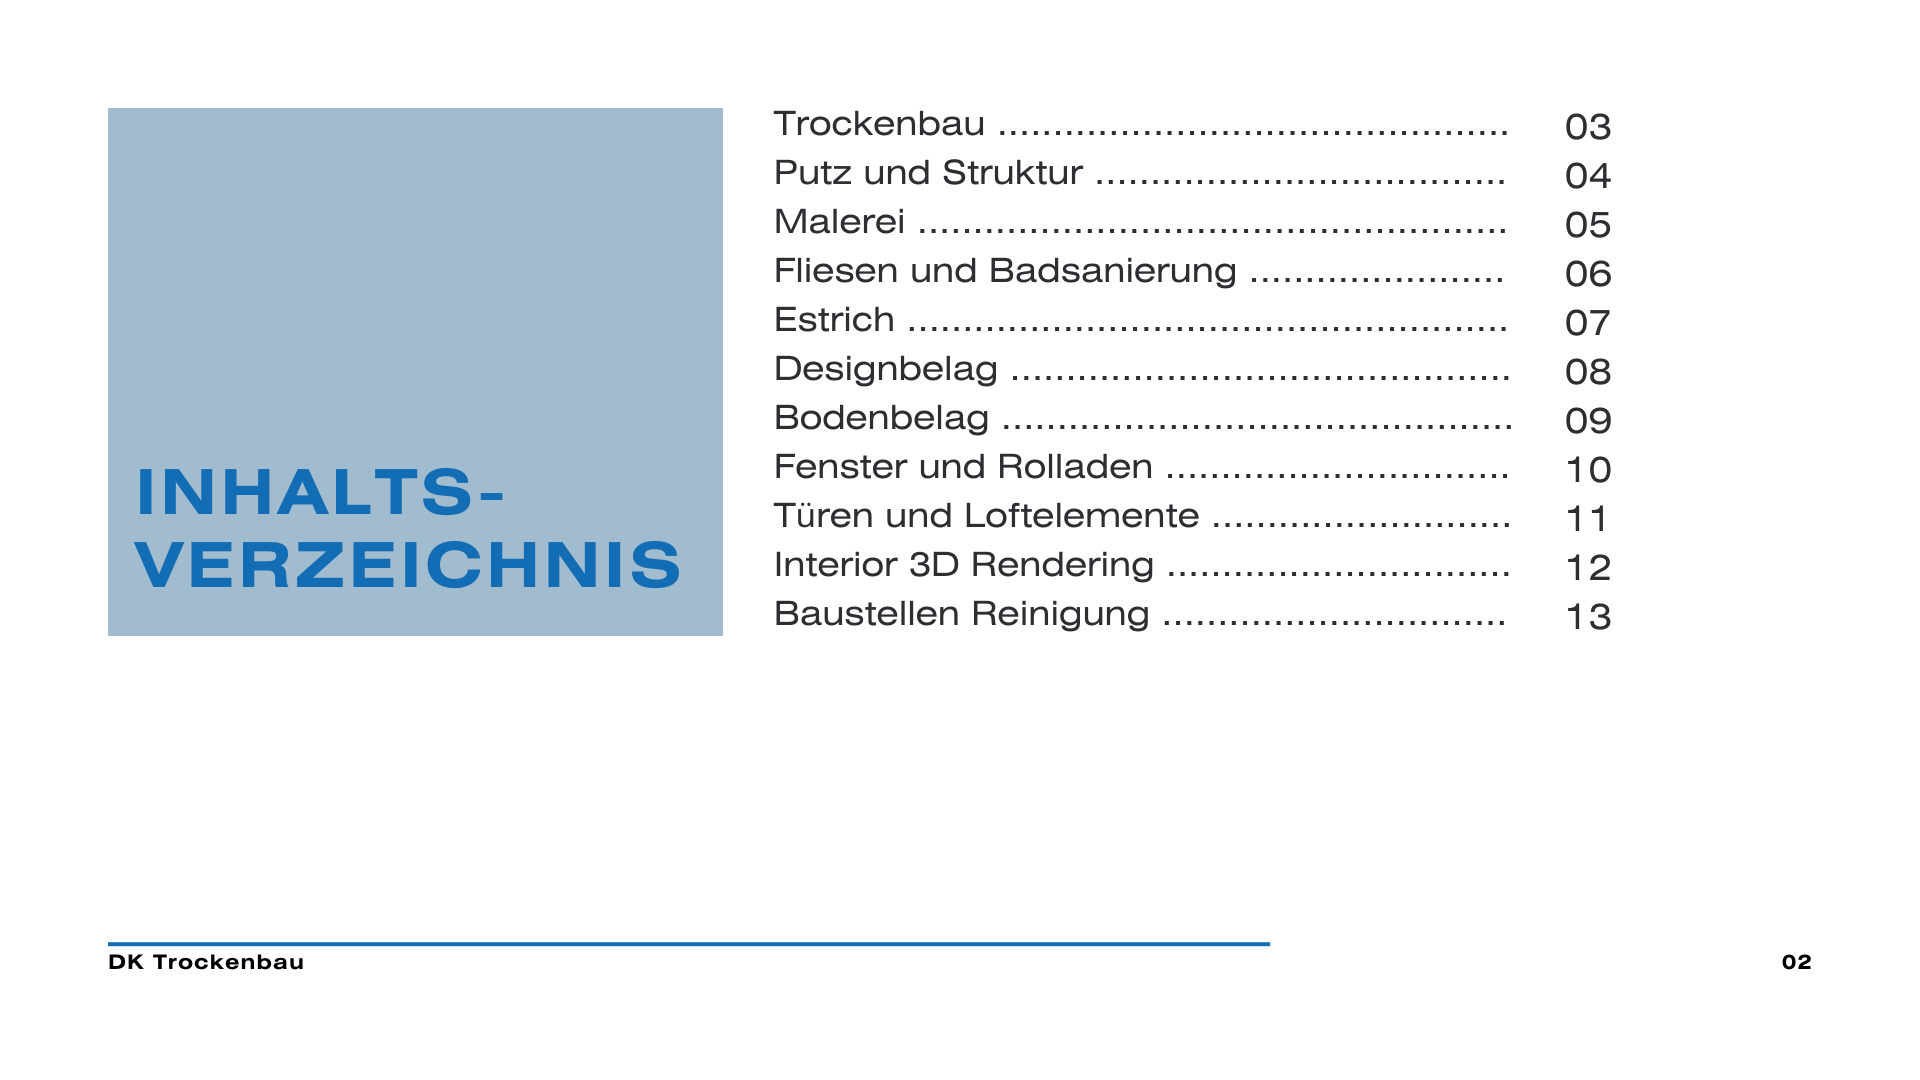 INHALTS-
VERZEICHNIS
Trockenbau .............................................. 03
Putz und Struktur ..................................... 04
Malerei ..................................................... 05
Fliesen und Badsanierung ....................... 06
Estrich ...................................................... 07
Designbelag ............................................. 08
Bodenbelag .............................................. 09
Fenster und Rolladen ............................... 10
Türen und Loftelemente ........................... 11
Interior 3D Rendering ............................... 12
Baustellen Reinigung ............................... 13
DK Trockenbau
02